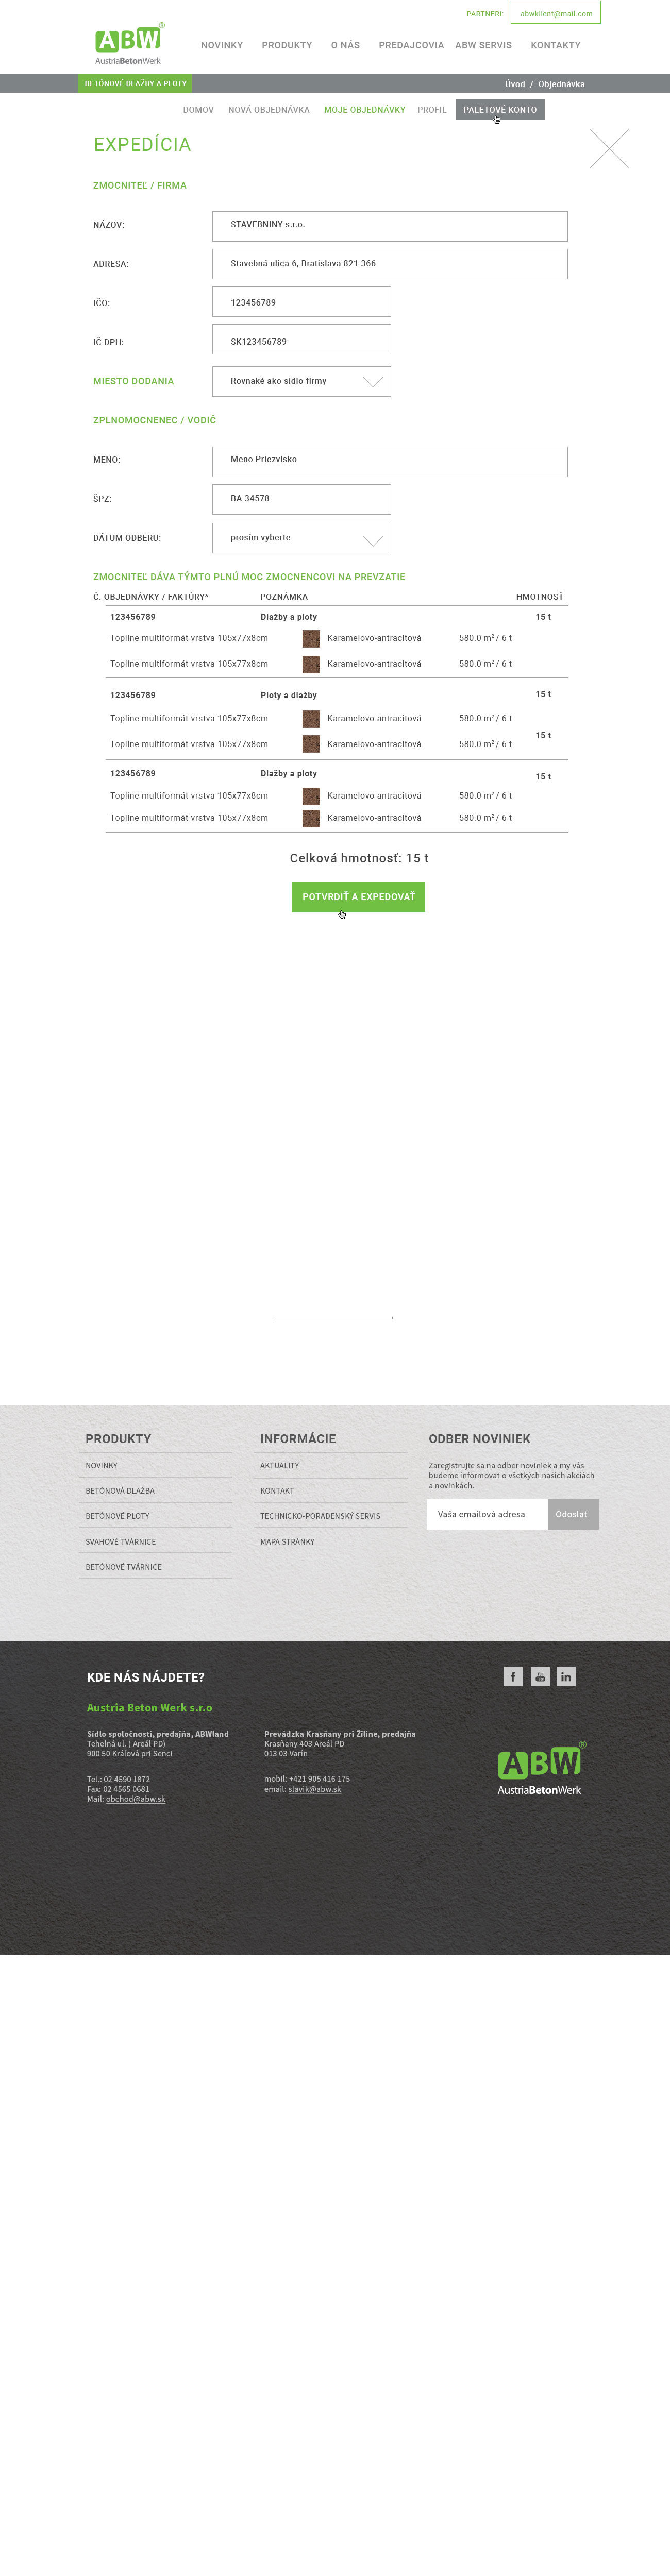 PARTNERI: abwklient@mail.com
ABW ®
AustriaBetonWerk
NOVINKY PRODUKTY O NÁS PREDAJCOVIA ABW SERVIS KONTAKTY
BETÓNOVÉ DLAŽBY A PLOTY Úvod / Objednávka
DOMOV NOVÁ OBJEDNÁVKA MOJE OBJEDNÁVKY PROFIL PALETOVÉ KONTO
EXPEDÍCIA
ZMOCNITEĽ / FIRMA
NÁZOV: STAVEBNINY s.r.o.
ADRESA: Stavebná ulica 6, Bratislava 821 366
IČO: 123456789
IČ DPH: SK123456789
MIESTO DODANIA Rovnaké ako sídlo firmy
ZPLNOMOCNENEC / VODIČ
MENO: Meno Priezvisko
ŠPZ: BA 34578
DÁTUM ODBERU: prosím vyberte
ZMOCNITEĽ DÁVA TÝMTO PLNÚ MOC ZMOCNENCOVI NA PREVZATIE
Č. OBJEDNÁVKY / FAKTÚRY* POZNÁMKA HMOTNOSŤ
123456789 Dlažby a ploty 15 t
Topline multiformát vrstva 105x77x8cm Karamelovo-antracitová 580.0 m² / 6 t
Topline multiformát vrstva 105x77x8cm Karamelovo-antracitová 580.0 m² / 6 t
123456789 Ploty a dlažby 15 t
Topline multiformát vrstva 105x77x8cm Karamelovo-antracitová 580.0 m² / 6 t
15 t
Topline multiformát vrstva 105x77x8cm Karamelovo-antracitová 580.0 m² / 6 t
123456789 Dlažby a ploty 15 t
Topline multiformát vrstva 105x77x8cm Karamelovo-antracitová 580.0 m² / 6 t
Topline multiformát vrstva 105x77x8cm Karamelovo-antracitová 580.0 m² / 6 t
Celková hmotnosť: 15 t
POTVRDIŤ A EXPEDOVAŤ
PRODUKTY
NOVINKY
BETÓNOVÁ DLAŽBA
BETÓNOVÉ PLOTY
SVAHOVÉ TVÁRNICE
BETÓNOVÉ TVÁRNICE
INFORMÁCIE
AKTUALITY
KONTAKT
TECHNICKO-PORADENSKÝ SERVIS
MAPA STRÁNKY
ODBER NOVINIEK
Zaregistrujte sa na odber noviniek a my vás
budeme informovať o všetkých našich akciách
a novinkách.
Vaša emailová adresa Odoslať
KDE NÁS NÁJDETE?
f You Tube in
Austria Beton Werk s.r.o
Sídlo spoločnosti, predajňa, ABWland
Tehelná ul. ( Areál PD)
900 50 Kráľová pri Senci
Tel.: 02 4590 1872
Fax: 02 4565 0681
Mail: obchod@abw.sk
Prevádzka Krasňany pri Žiline, predajňa
Krasňany 403 Areál PD
013 03 Varín
mobil: +421 905 416 175
email: slavik@abw.sk
ABW ®
AustriaBetonWerk